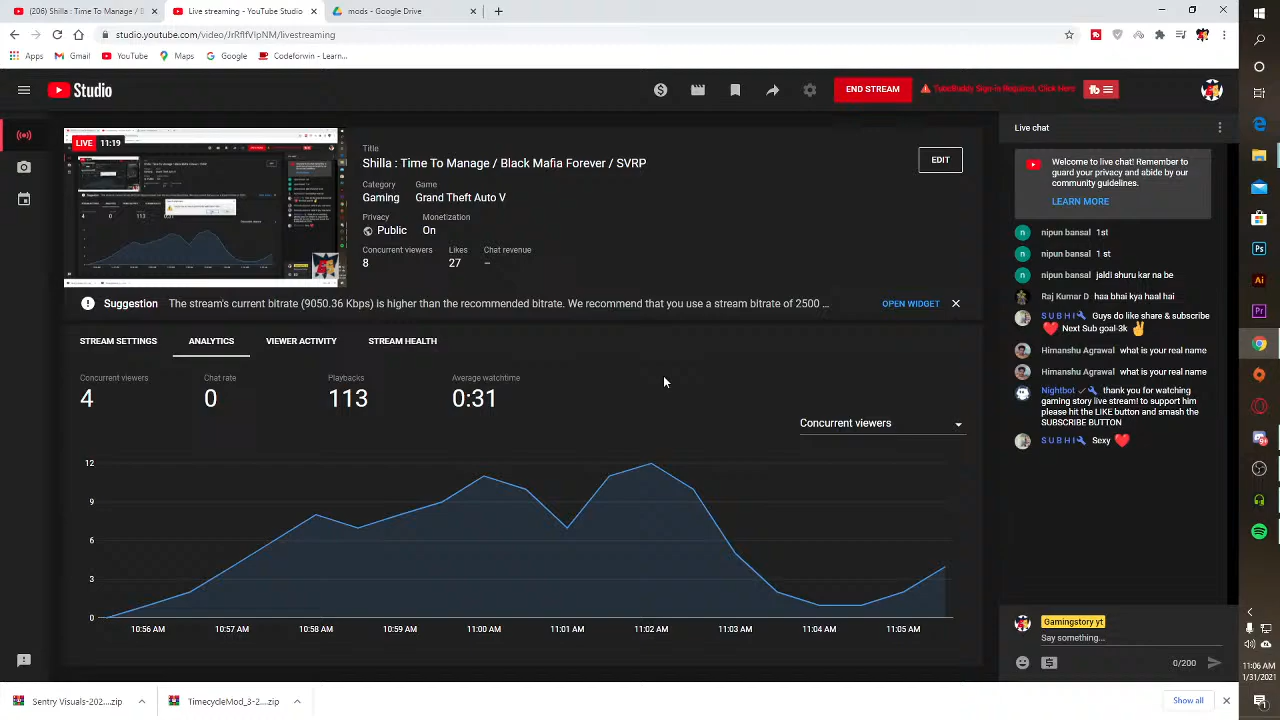 (206) Shilla : Time To Manage / B
Live streaming - YouTube Studio
mods - Google Drive
studio.youtube.com/video/JrRfIfVIpNM/livestreaming
Apps
Gmail
YouTube
Maps
Google
Codeforwin - Learn...
Studio
END STREAM
TubeBuddy Sign-in Required, Click Here
LIVE 11:19
Title
Shilla : Time To Manage / Black Mafia Forever / SVRP
EDIT
Category Game
Gaming Grand Theft Auto V
Privacy Monetization
Public On
Concurrent viewers Likes Chat revenue
8 27 –
Suggestion The stream's current bitrate (9050.36 Kbps) is higher than the recommended bitrate. We recommend that you use a stream bitrate of 2500 ...
OPEN WIDGET
STREAM SETTINGS ANALYTICS VIEWER ACTIVITY STREAM HEALTH
Concurrent viewers Chat rate Playbacks Average watchtime
4 0 113 0:31
Concurrent viewers
12
9
6
3
0
10:56 AM 10:57 AM 10:58 AM 10:59 AM 11:00 AM 11:01 AM 11:02 AM 11:03 AM 11:04 AM 11:05 AM
Live chat
Welcome to live chat! Remember to
guard your privacy and abide by our
community guidelines.
LEARN MORE
nipun bansal 1st
nipun bansal 1 st
nipun bansal jaldi shuru kar na be
Raj Kumar D haa bhai kya haal hai
S U B H I Guys do like share & subscribe
Next Sub goal-3k
Himanshu Agrawal what is your real name
Himanshu Agrawal what is your real name
Nightbot thank you for watching
gaming story live stream! to support him
please hit the LIKE button and smash the
SUBSCRIBE BUTTON
S U B H I Sexy
Gamingstory yt
Say something...
0/200
Sentry Visuals-202....zip
TimecycleMod_3-2....zip
Show all
11:06 AM
1/31/2021